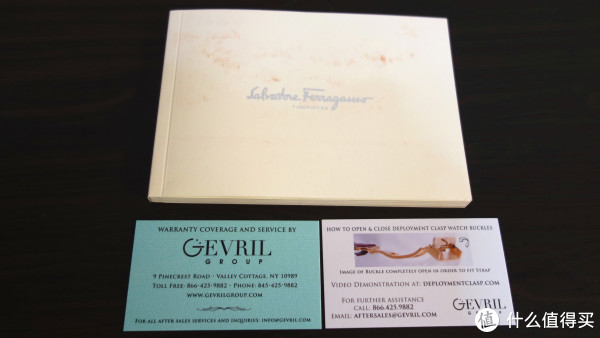 Salvatore Ferragamo
TIMEPIECES
WARRANTY COVERAGE AND SERVICE BY
GEVRIL
GROUP
9 PINECREST ROAD · VALLEY COTTAGE, NY 10989
TOLL FREE: 866-425-9882 · PHONE: 845-425-9882
WWW.GEVRILGROUP.COM
FOR ALL AFTER SALES SERVICES AND INQUIRIES: INFO@GEVRIL.COM
HOW TO OPEN & CLOSE DEPLOYMENT CLASP WATCH BUCKLES
IMAGE OF BUCKLE COMPLETELY OPEN IN ORDER TO FIT STRAP
VIDEO DEMONSTRATION AT: DEPLOYMENTCLASP.COM
FOR FURTHER ASSISTANCE
CALL: 866.425.9882
EMAIL: AFTERSALES@GEVRIL.COM
GEVRIL
GROUP
值 什么值得买